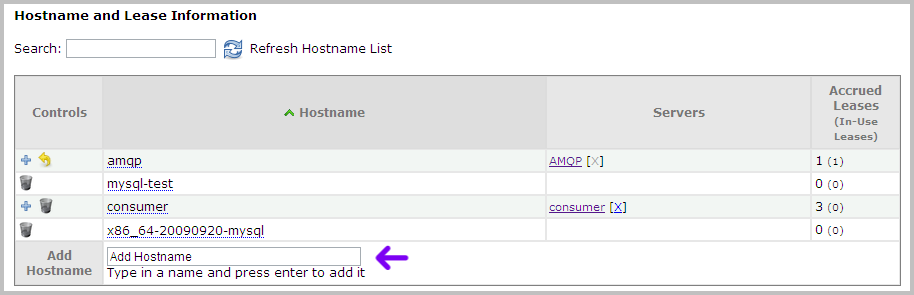 Hostname and Lease Information
Search: Refresh Hostname List
Controls Hostname Servers Accrued
Leases
(In-Use
Leases)
amqp AMQP [X] 1 (1)
mysql-test 0 (0)
consumer consumer [X] 3 (0)
x86_64-20090920-mysql 0 (0)
Add
Hostname
Add Hostname
Type in a name and press enter to add it